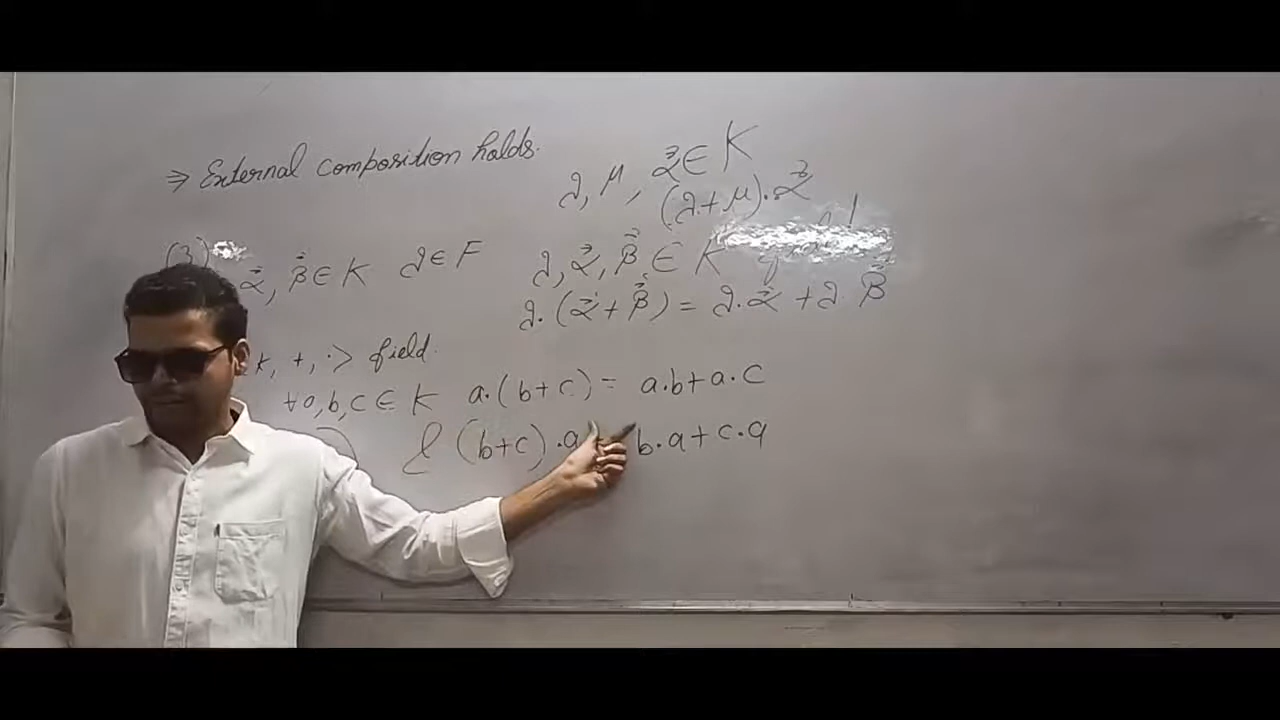 ⇒ External composition holds.
λ, μ, α⃗ ∈ K
(λ+μ)·α⃗
(3) α⃗, β⃗ ∈ K λ ∈ F
λ, α⃗, β⃗ ∈ K
λ·(α⃗+β⃗) = λ·α⃗ + λ·β⃗
K, +, ·> field.
∀ a, b, c ∈ K a·(b+c) = a·b+a·c
& (b+c)·a = b·a+c·a